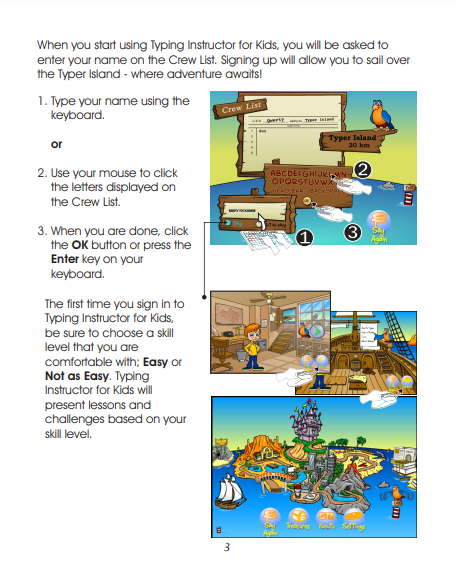 When you start using Typing Instructor for Kids, you will be asked to
enter your name on the Crew List. Signing up will allow you to sail over
the Typer Island - where adventure awaits!
1. Type your name using the
keyboard.
or
2. Use your mouse to click
the letters displayed on
the Crew List.
3. When you are done, click
the OK button or press the
Enter key on your
keyboard.
The first time you sign in to
Typing Instructor for Kids,
be sure to choose a skill
level that you are
comfortable with; Easy or
Not as Easy. Typing
Instructor for Kids will
present lessons and
challenges based on your
skill level.
Crew List
Qwerty
Typer Island
Typer Island
20 km
ABCDEFGHIJKLMN
OPQRSTUVWX
1
2
3
Say
Again
Say
Again
Treasures
Results
Settings
3